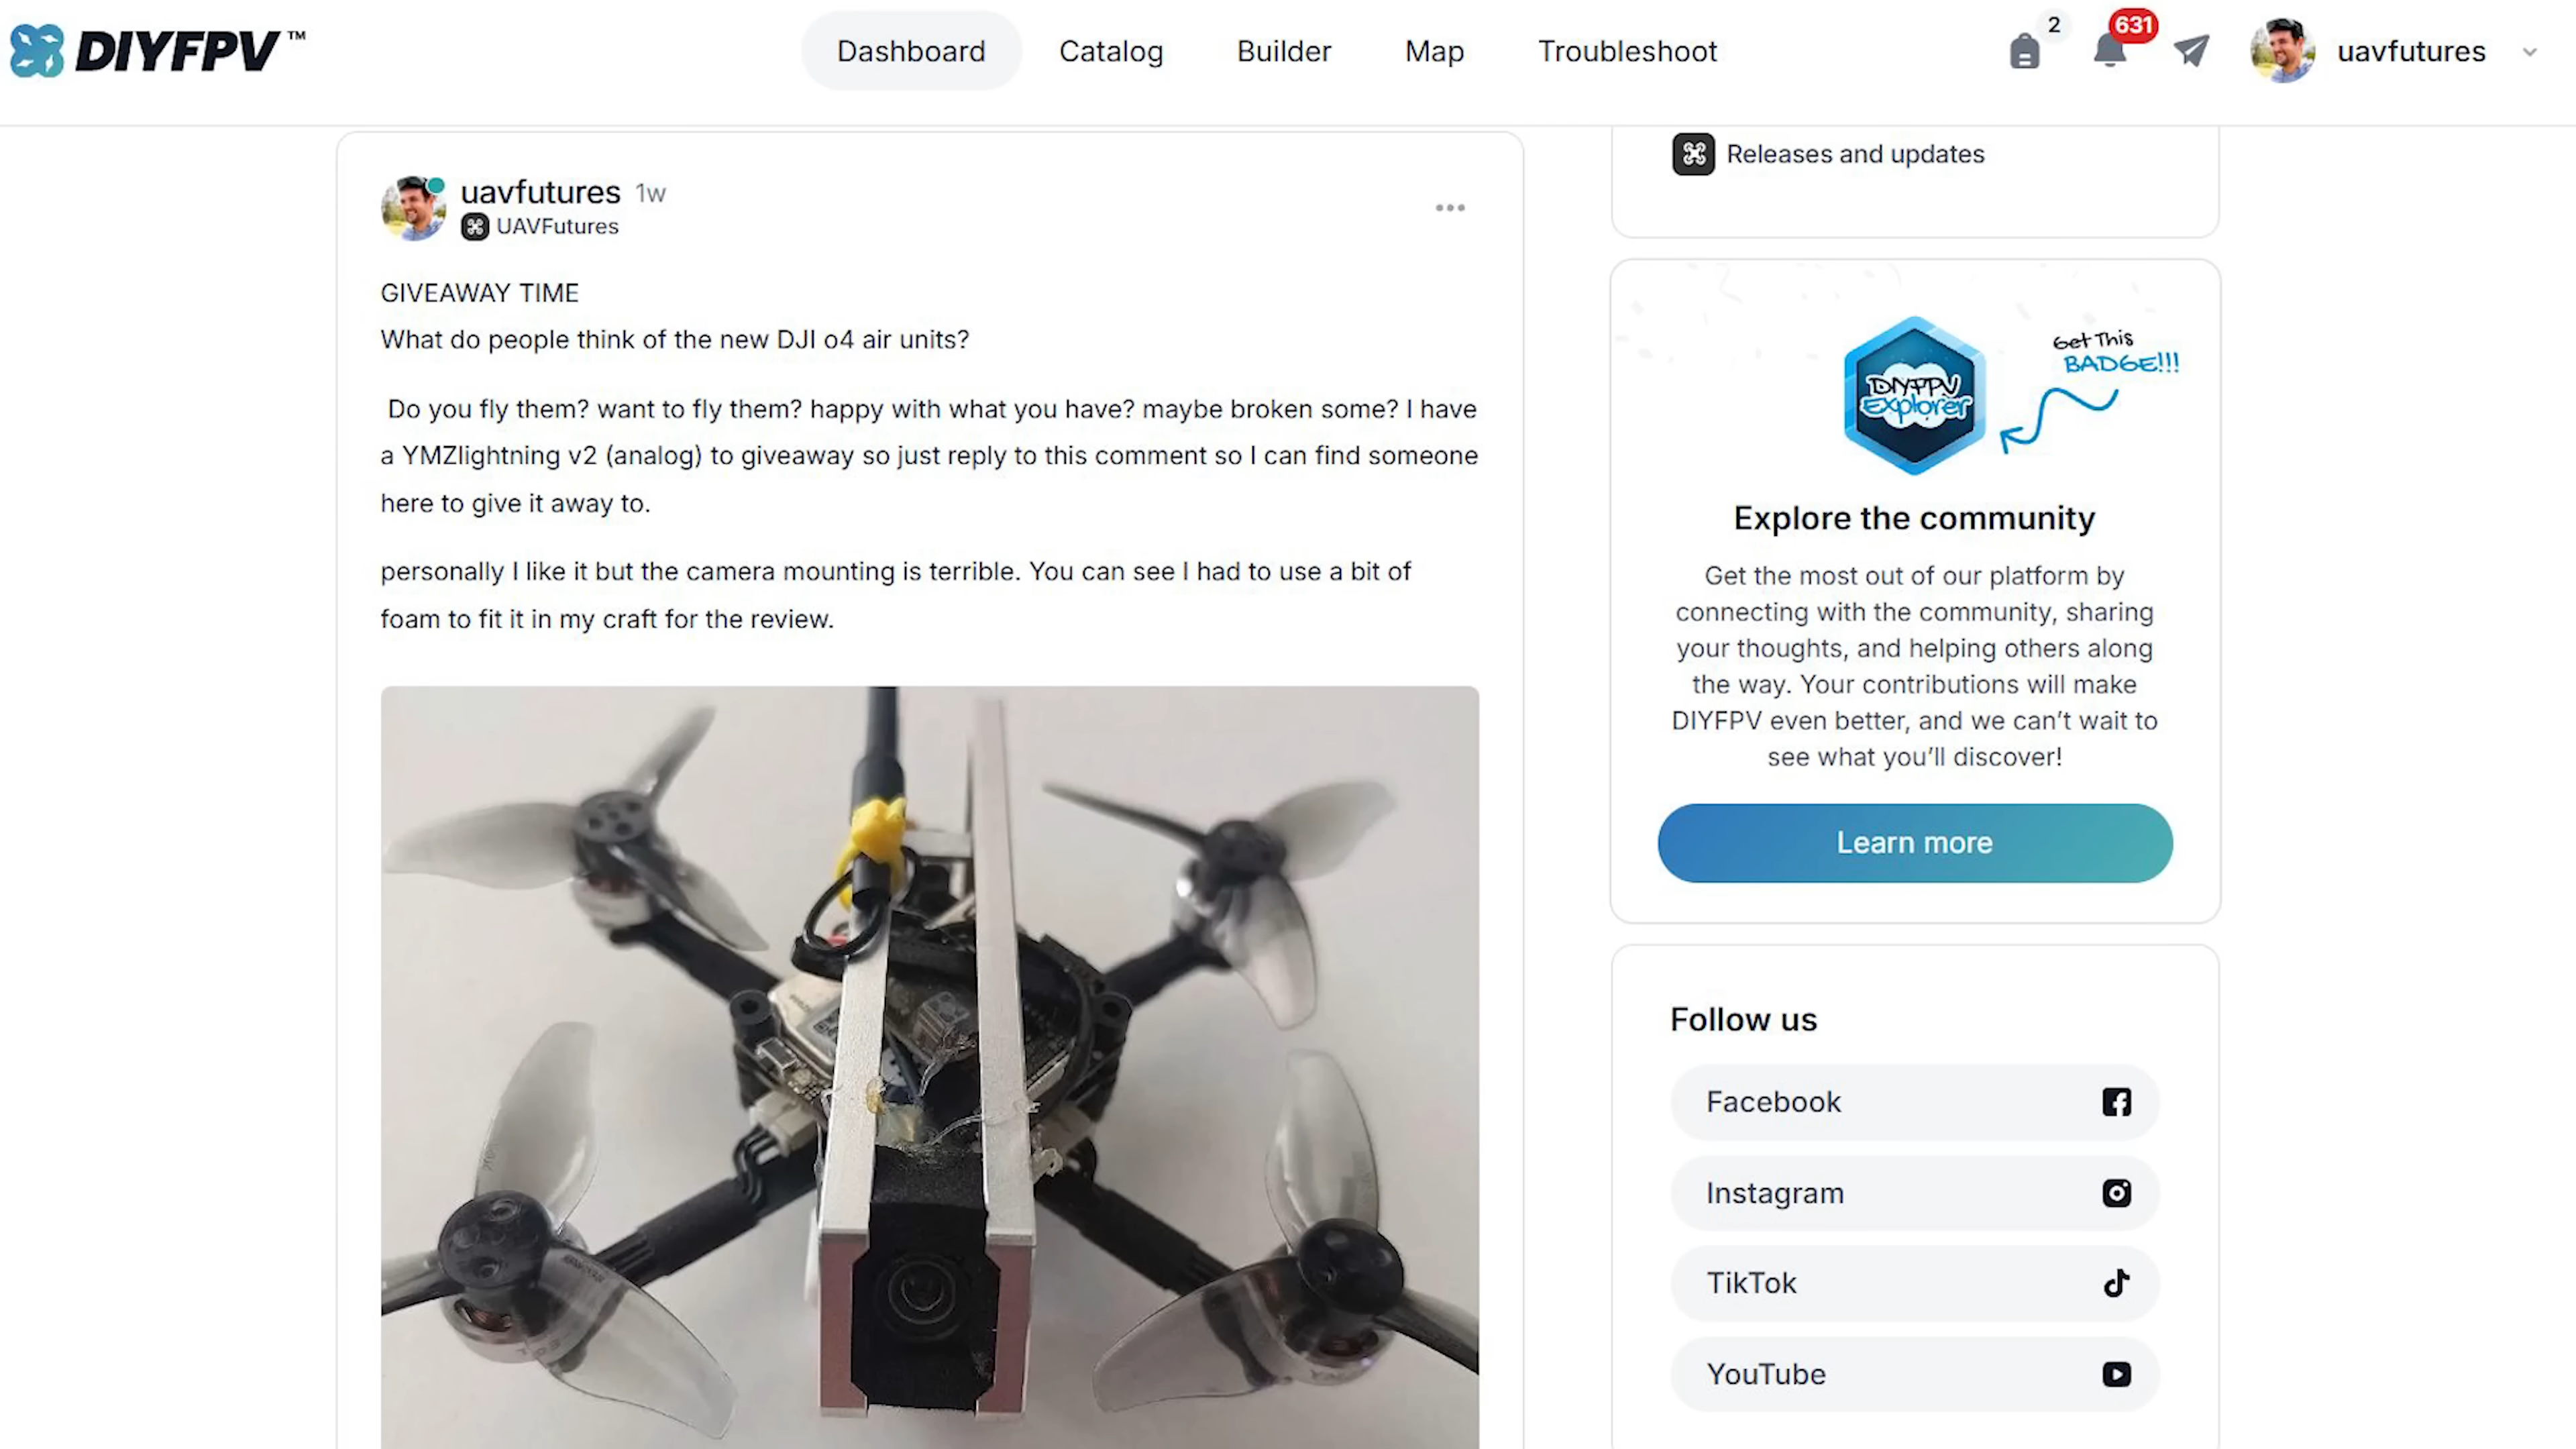 DIYFPV™
Dashboard
Catalog
Builder
Map
Troubleshoot
2
631
uavfutures
uavfutures 1w
UAVFutures
GIVEAWAY TIME
What do people think of the new DJI o4 air units?
Do you fly them? want to fly them? happy with what you have? maybe broken some? I have
a YMZlightning v2 (analog) to giveaway so just reply to this comment so I can find someone
here to give it away to.
personally I like it but the camera mounting is terrible. You can see I had to use a bit of
foam to fit it in my craft for the review.
Releases and updates
Get This
BADGE!!!
DIYFPV
Explorer
Explore the community
Get the most out of our platform by
connecting with the community, sharing
your thoughts, and helping others along
the way. Your contributions will make
DIYFPV even better, and we can’t wait to
see what you’ll discover!
Learn more
Follow us
Facebook
Instagram
TikTok
YouTube